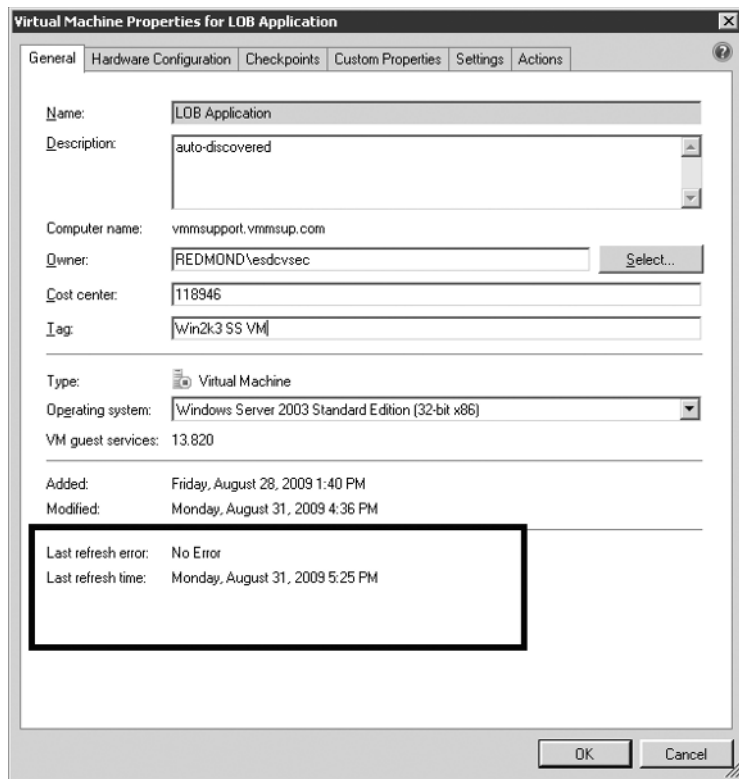 Virtual Machine Properties for LOB Application
General Hardware Configuration Checkpoints Custom Properties Settings Actions
Name: LOB Application
Description: auto-discovered
Computer name: vmmsupport.vmmsup.com
Owner: REDMOND\esdcvsec Select...
Cost center: 118946
Tag: Win2k3 SS VM
Type: Virtual Machine
Operating system: Windows Server 2003 Standard Edition (32-bit x86)
VM guest services: 13.820
Added: Friday, August 28, 2009 1:40 PM
Modified: Monday, August 31, 2009 4:36 PM
Last refresh error: No Error
Last refresh time: Monday, August 31, 2009 5:25 PM
OK Cancel